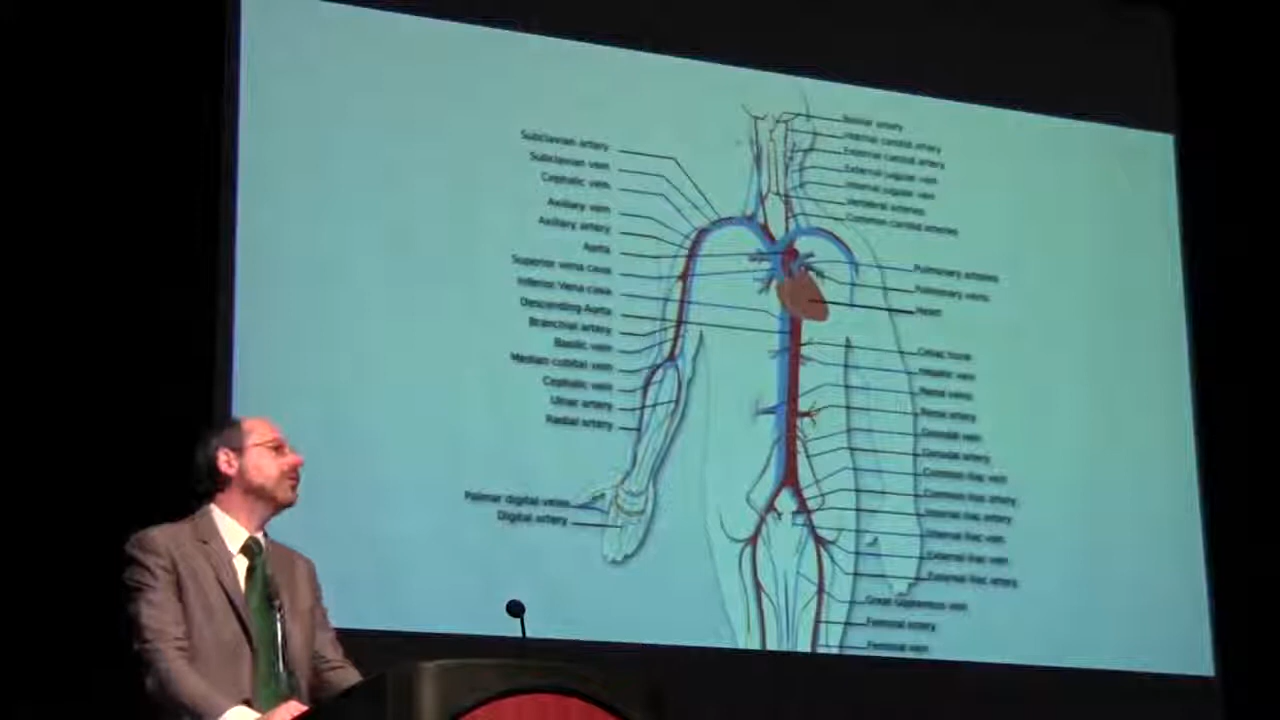 Subclavian artery
Subclavian vein
Cephalic vein
Axillary vein
Axillary artery
Aorta
Superior vena cava
Inferior Vena cava
Descending Aorta
Branchial artery
Basilic vein
Median cubital vein
Cephalic vein
Ulnar artery
Radial artery
Palmar digital veins
Digital artery
Internal carotid artery
External carotid artery
External jugular vein
Internal jugular vein
Vertebral arteries
Common carotid arteries
Pulmonary arteries
Pulmonary veins
Heart
Celiac trunk
Hepatic vein
Renal veins
Renal artery
Gonadal vein
Gonadal artery
Common iliac vein
Common iliac artery
Internal iliac artery
Internal iliac vein
External iliac vein
External iliac artery
Great saphenous vein
Femoral artery
Femoral vein